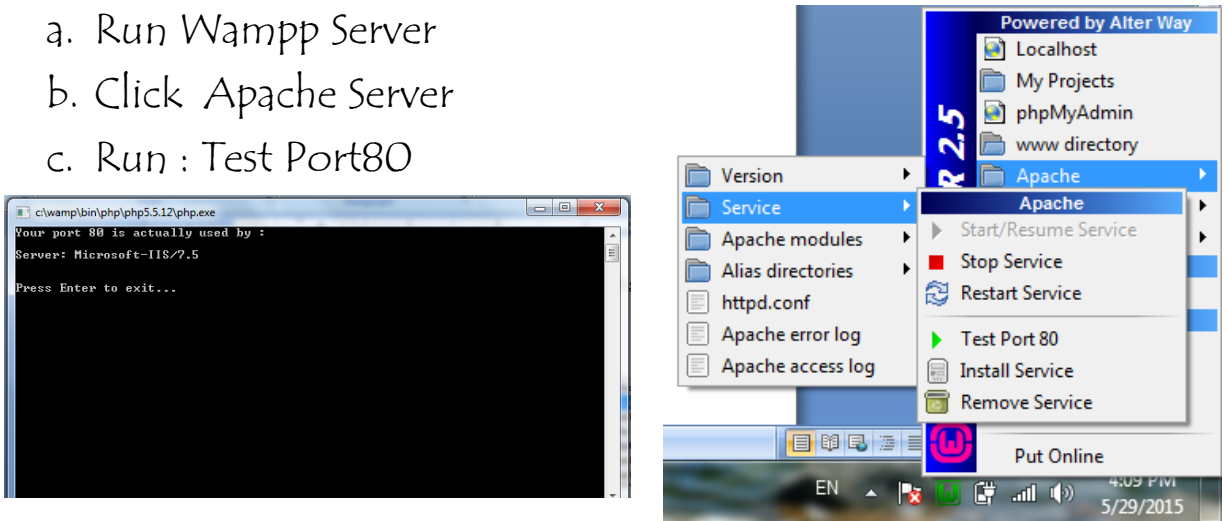 a. Run Wampp Server
b. Click Apache Server
c. Run : Test Port80
c:\wamp\bin\php\php5.5.12\php.exe
Your port 80 is actually used by :
Server: Microsoft-IIS/7.5
Press Enter to exit...
Powered by Alter Way
Localhost
My Projects
phpMyAdmin
www directory
Apache
R 2.5
Version
Service
Apache modules
Alias directories
httpd.conf
Apache error log
Apache access log
Apache
Start/Resume Service
Stop Service
Restart Service
Test Port 80
Install Service
Remove Service
Put Online
EN
4:09 PM
5/29/2015